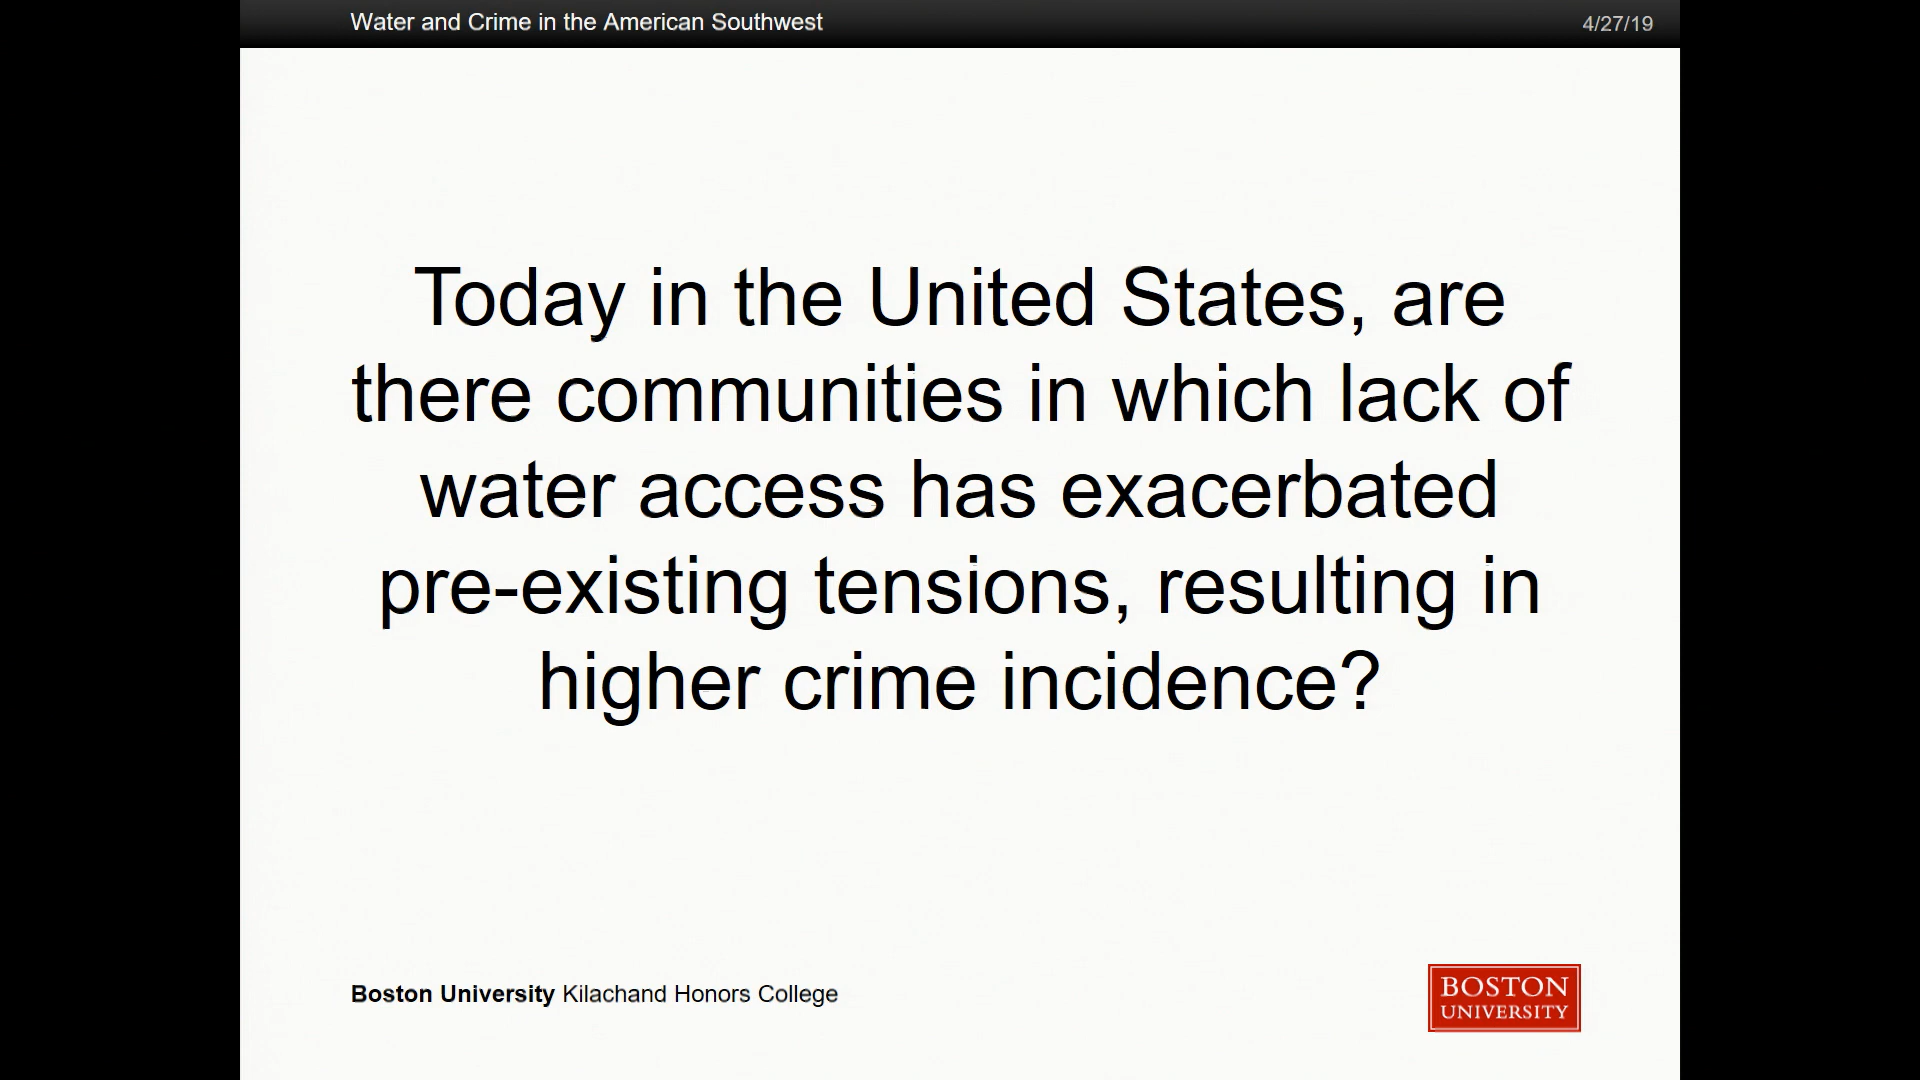 Water and Crime in the American Southwest
4/27/19
Today in the United States, are
there communities in which lack of
water access has exacerbated
pre-existing tensions, resulting in
higher crime incidence?
Boston University Kilachand Honors College
BOSTON
UNIVERSITY